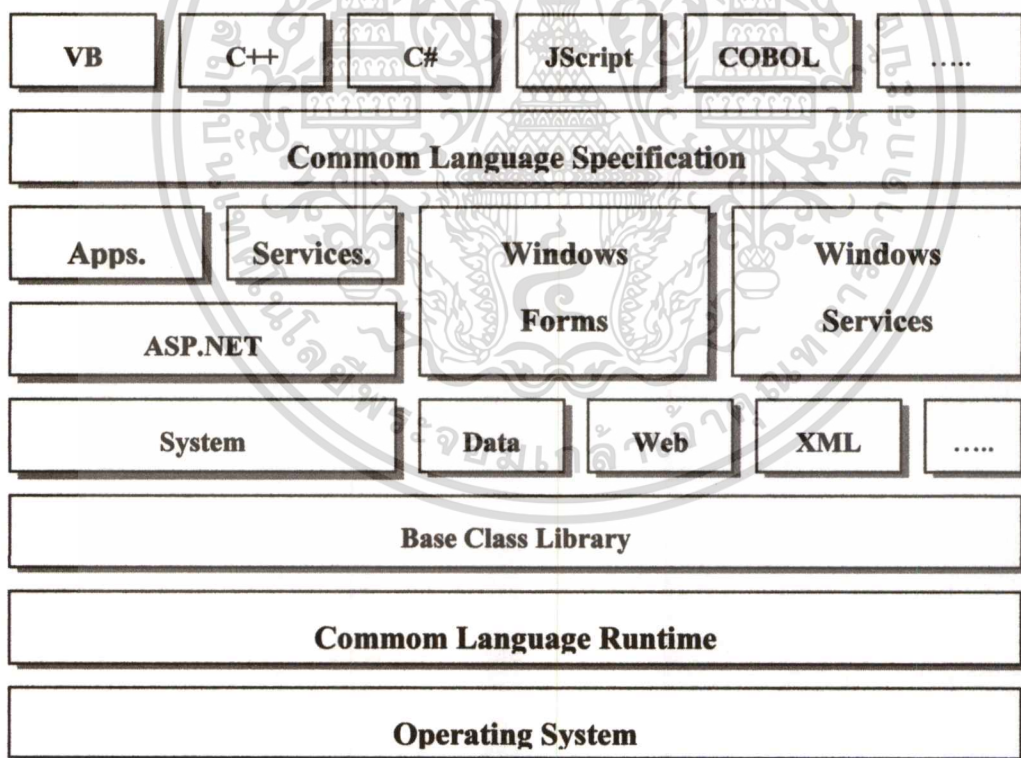 VB C++ C# JScript COBOL .....
Commom Language Specification
Apps. Services. Windows Forms Windows Services
ASP.NET
System Data Web XML .....
Base Class Library
Commom Language Runtime
Operating System